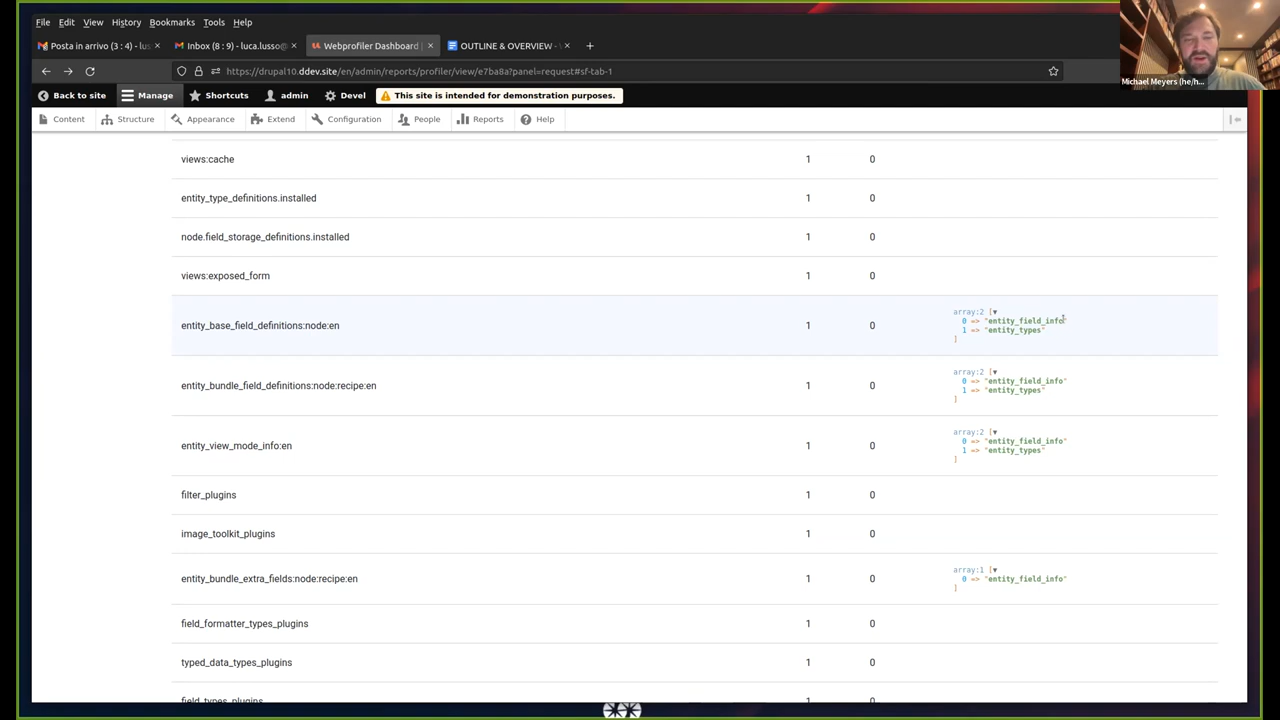 File Edit View History Bookmarks Tools Help
Posta in arrivo (3 : 4) - lus × Inbox (8 : 9) - luca.lusso@ × Webprofiler Dashboard | × OUTLINE & OVERVIEW - V × +
https://drupal10.ddev.site/en/admin/reports/profiler/view/e7ba8a?panel=request#sf-tab-1
Michael Meyers (he/h...
Back to site Manage Shortcuts admin Devel This site is intended for demonstration purposes.
Content Structure Appearance Extend Configuration People Reports Help
views:cache 1 0
entity_type_definitions.installed 1 0
node.field_storage_definitions.installed 1 0
views:exposed_form 1 0
entity_base_field_definitions:node:en 1 0
array:2 [▼
0 => "entity_field_info"
1 => "entity_types"
]
entity_bundle_field_definitions:node:recipe:en 1 0
array:2 [▼
0 => "entity_field_info"
1 => "entity_types"
]
entity_view_mode_info:en 1 0
array:2 [▼
0 => "entity_field_info"
1 => "entity_types"
]
filter_plugins 1 0
image_toolkit_plugins 1 0
entity_bundle_extra_fields:node:recipe:en 1 0
array:1 [▼
0 => "entity_field_info"
]
field_formatter_types_plugins 1 0
typed_data_types_plugins 1 0
field_types_plugins 1 0